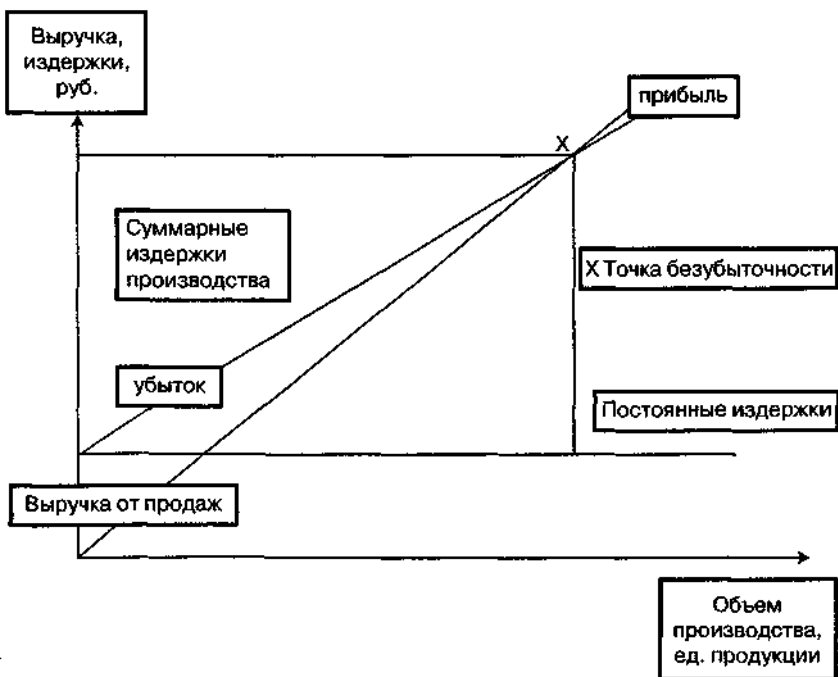 Выручка,
издержки,
руб.
прибыль
X
Суммарные
издержки
производства
X Точка безубыточности
убыток
Постоянные издержки
Выручка от продаж
Объем
производства,
ед. продукции